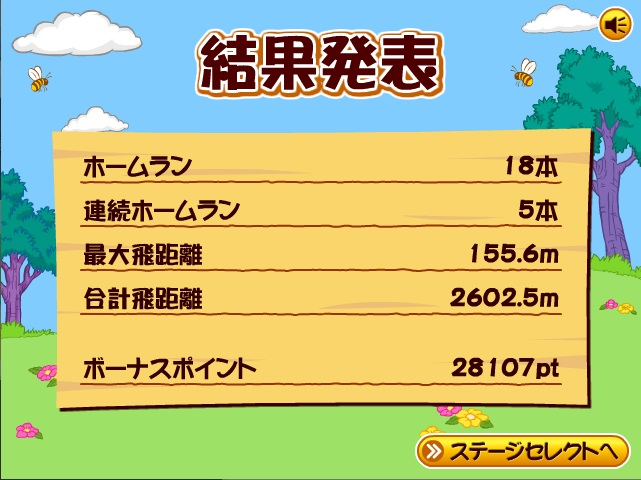 結果発表
ホームラン 18本
連続ホームラン 5本
最大飛距離 155.6m
合計飛距離 2602.5m
ボーナスポイント 28107pt
ステージセレクトへ